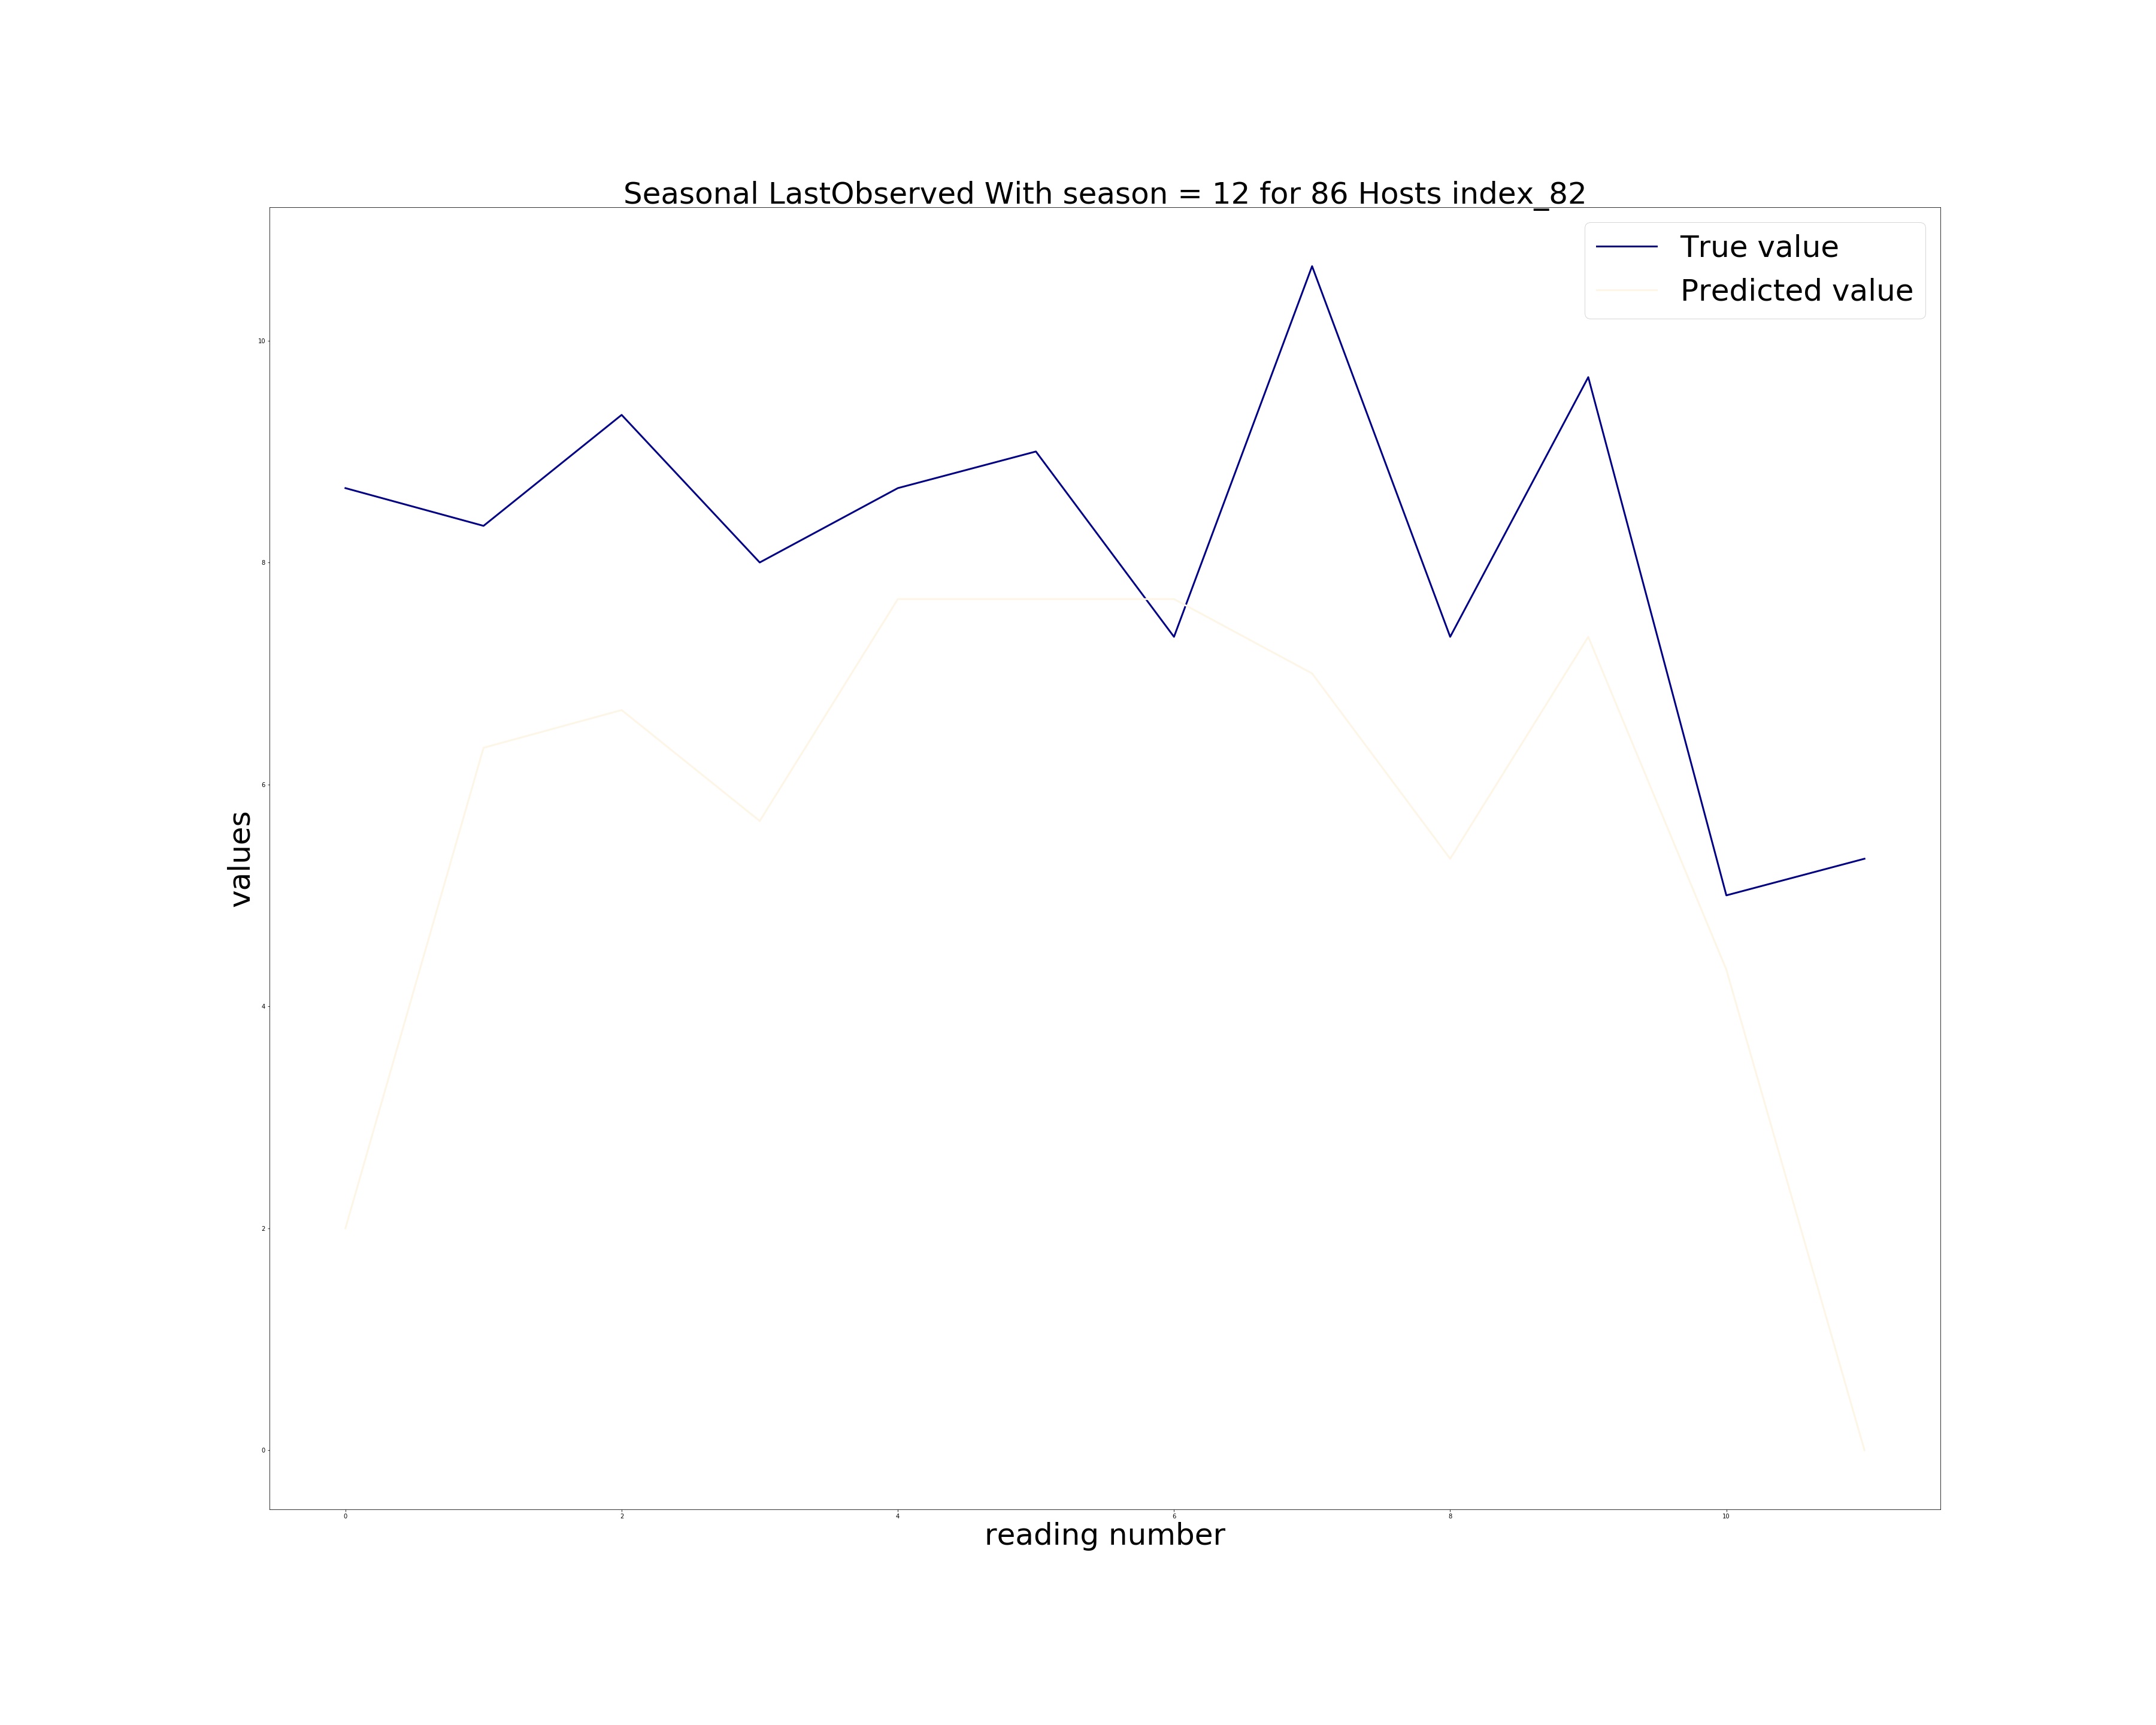 Seasonal LastObserved With season = 12 for 86 Hosts index_82
True value
Predicted value
10
8
6
4
2
0
values
0 2 4 6 8 10
reading number